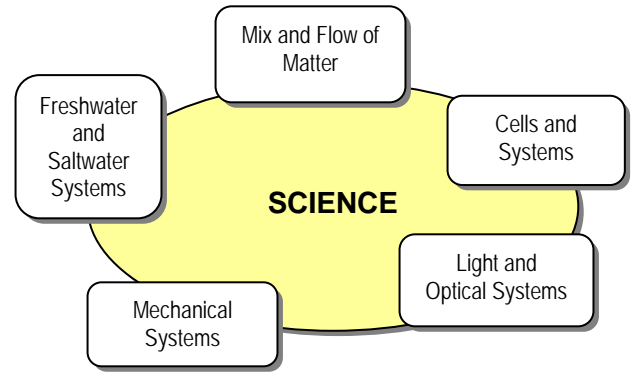 Mix and Flow of
Matter
Freshwater
and
Saltwater
Systems
Cells and
Systems
SCIENCE
Light and
Optical Systems
Mechanical
Systems